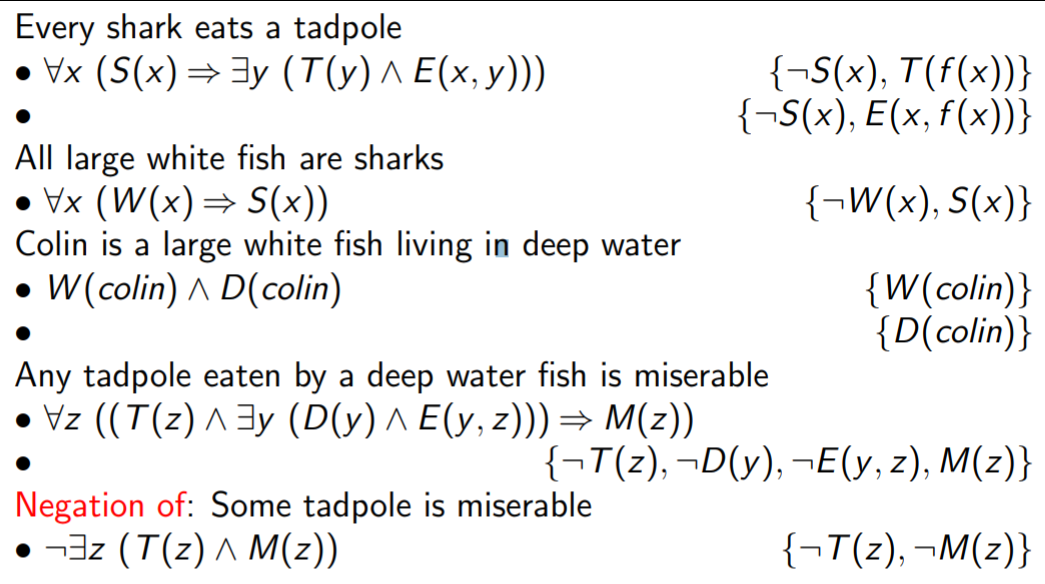 Every shark eats a tadpole
• ∀x (S(x) ⇒ ∃y (T(y) ∧ E(x, y))) {¬S(x), T(f(x))}
• {¬S(x), E(x, f(x))}
All large white fish are sharks
• ∀x (W(x) ⇒ S(x)) {¬W(x), S(x)}
Colin is a large white fish living in deep water
• W(colin) ∧ D(colin) {W(colin)}
• {D(colin)}
Any tadpole eaten by a deep water fish is miserable
• ∀z ((T(z) ∧ ∃y (D(y) ∧ E(y, z))) ⇒ M(z))
• {¬T(z), ¬D(y), ¬E(y, z), M(z)}
Negation of: Some tadpole is miserable
• ¬∃z (T(z) ∧ M(z)) {¬T(z), ¬M(z)}